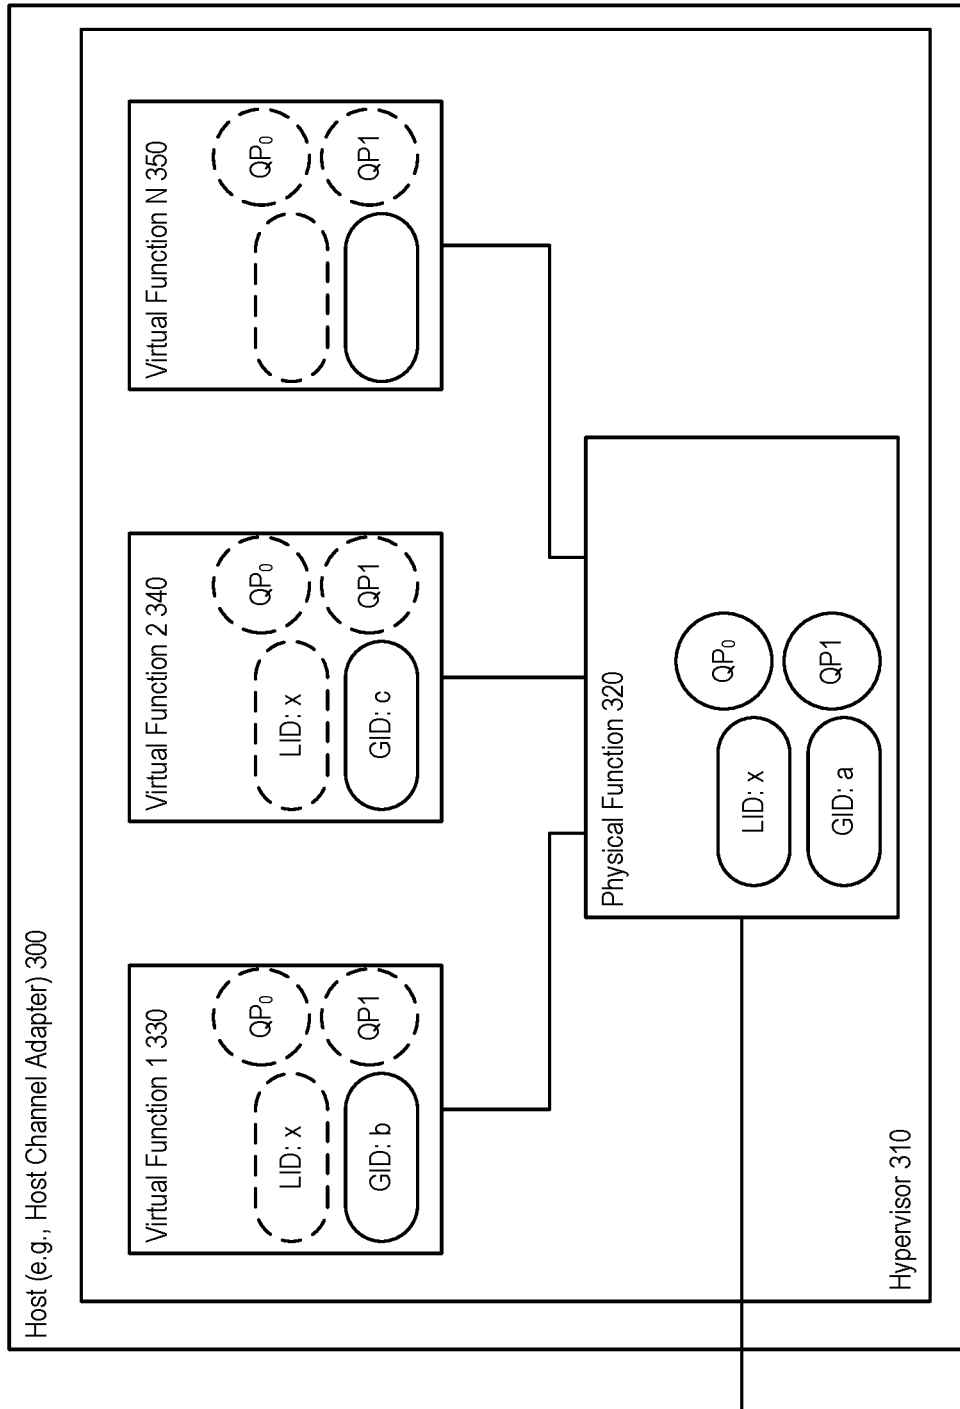 Host (e.g., Host Channel Adapter) 300
Virtual Function 1 330
LID: x
QP₀
GID: b
QP1
Virtual Function 2 340
LID: x
QP₀
GID: c
QP1
Virtual Function N 350
QP₀
QP1
Physical Function 320
LID: x
QP₀
GID: a
QP1
Hypervisor 310